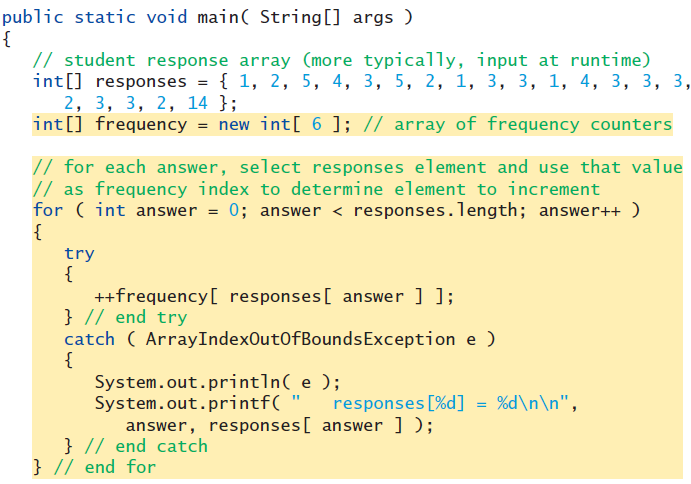 public static void main( String[] args )
{
// student response array (more typically, input at runtime)
int[] responses = { 1, 2, 5, 4, 3, 5, 2, 1, 3, 3, 1, 4, 3, 3, 3,
2, 3, 3, 2, 14 };
int[] frequency = new int[ 6 ]; // array of frequency counters
// for each answer, select responses element and use that value
// as frequency index to determine element to increment
for ( int answer = 0; answer < responses.length; answer++ )
{
try
{
++frequency[ responses[ answer ] ];
} // end try
catch ( ArrayIndexOutOfBoundsException e )
{
System.out.println( e );
System.out.printf( "   responses[%d] = %d\n\n",
answer, responses[ answer ] );
} // end catch
} // end for